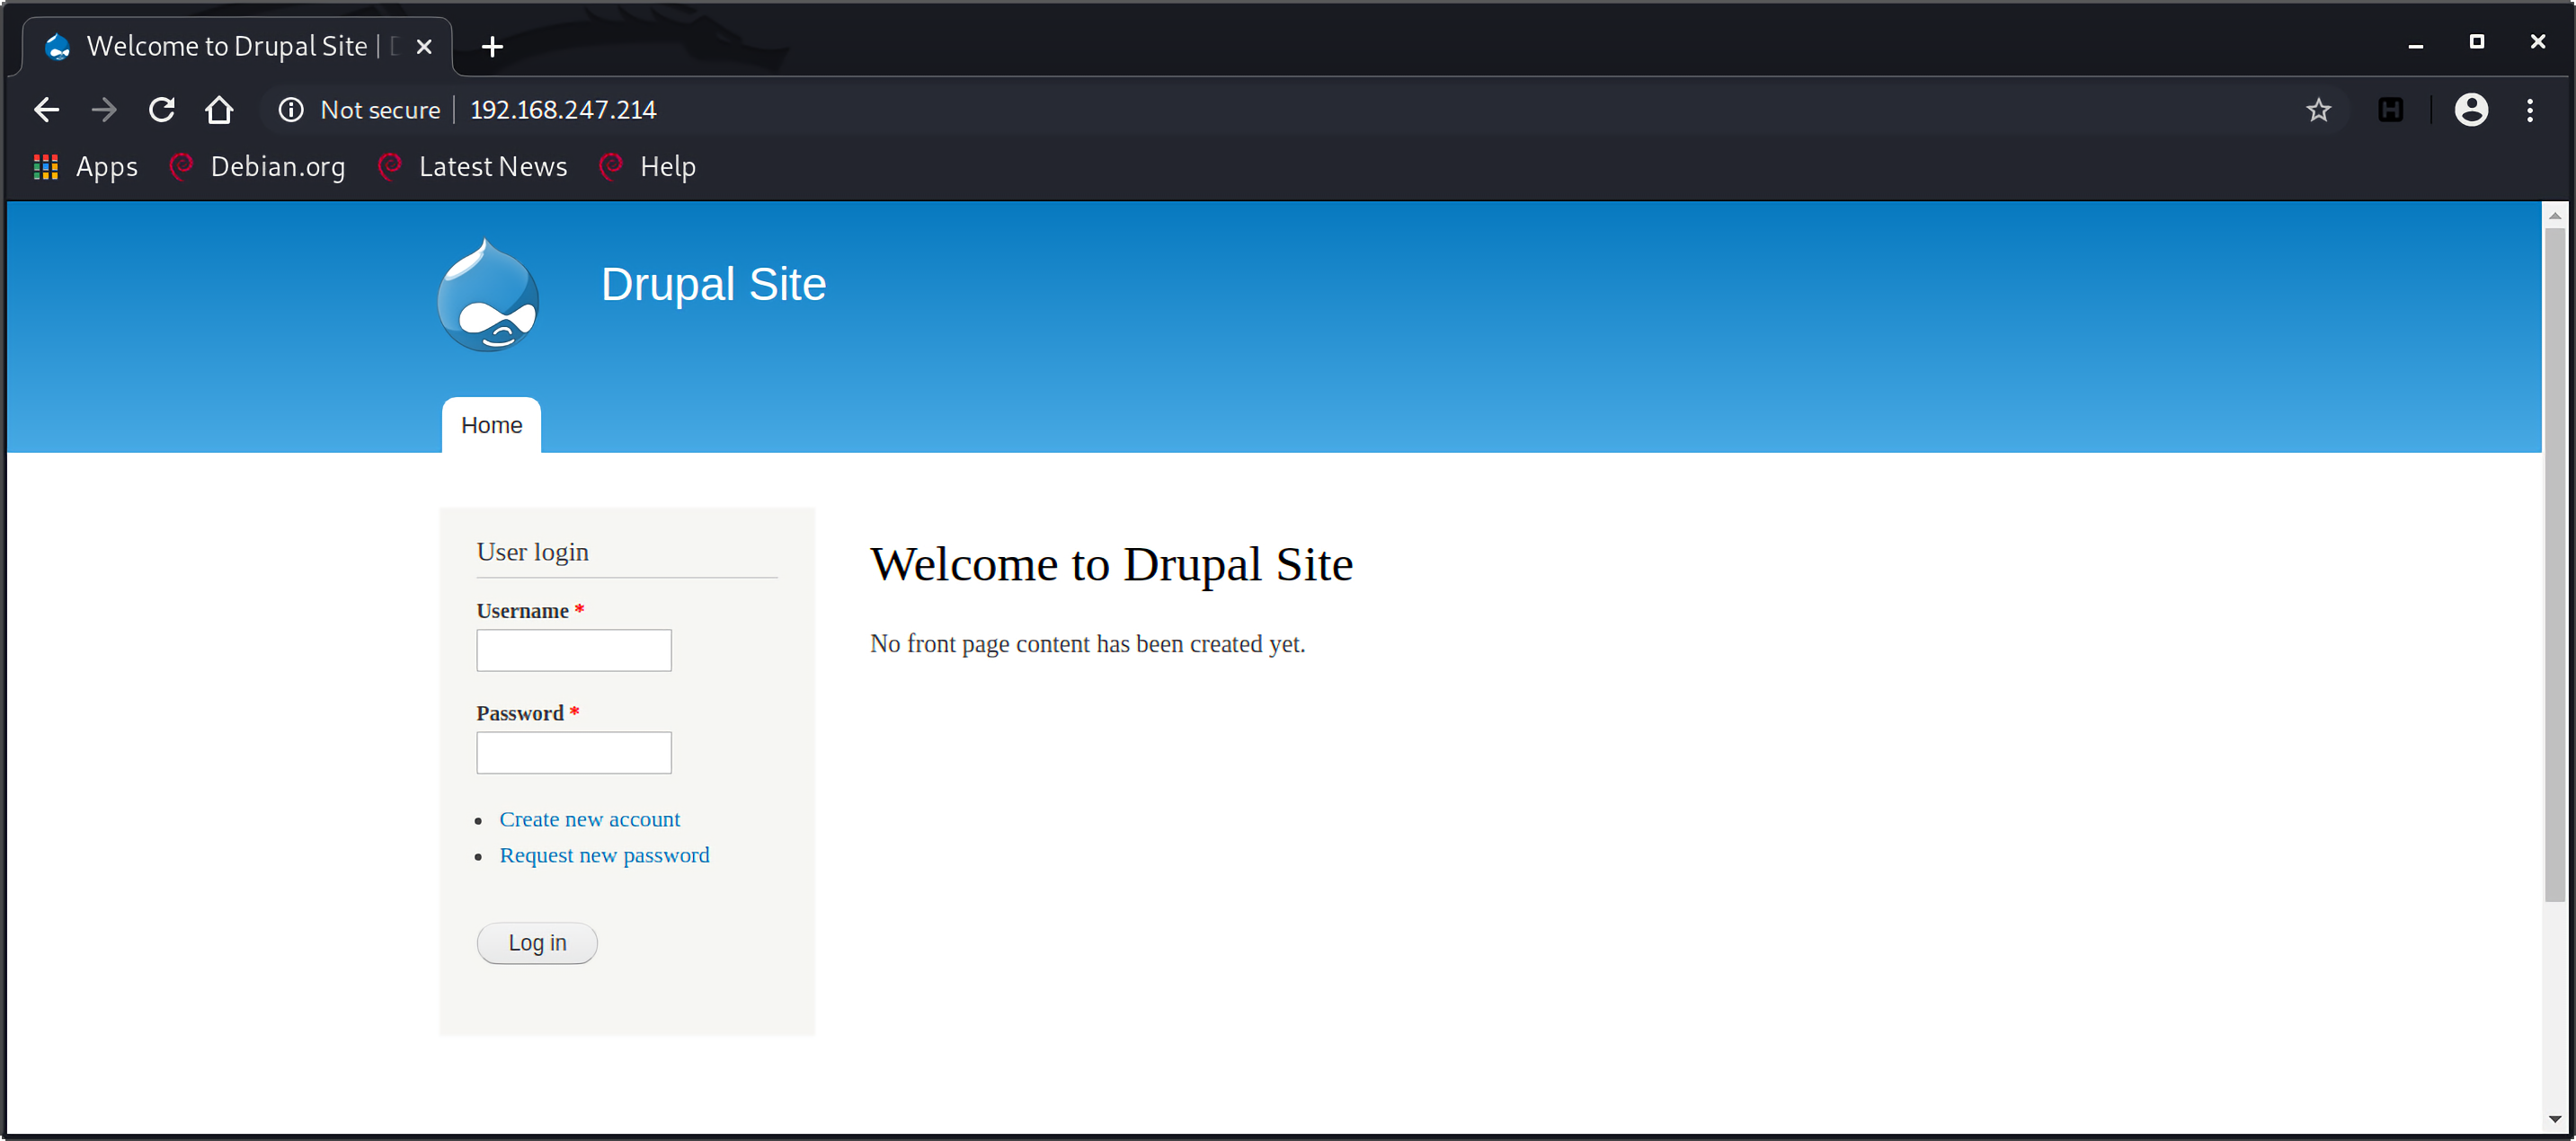 Welcome to Drupal Site |
Not secure 192.168.247.214
Apps Debian.org Latest News Help
Drupal Site
Home
User login
Username *
Password *
Create new account
Request new password
Log in
Welcome to Drupal Site
No front page content has been created yet.